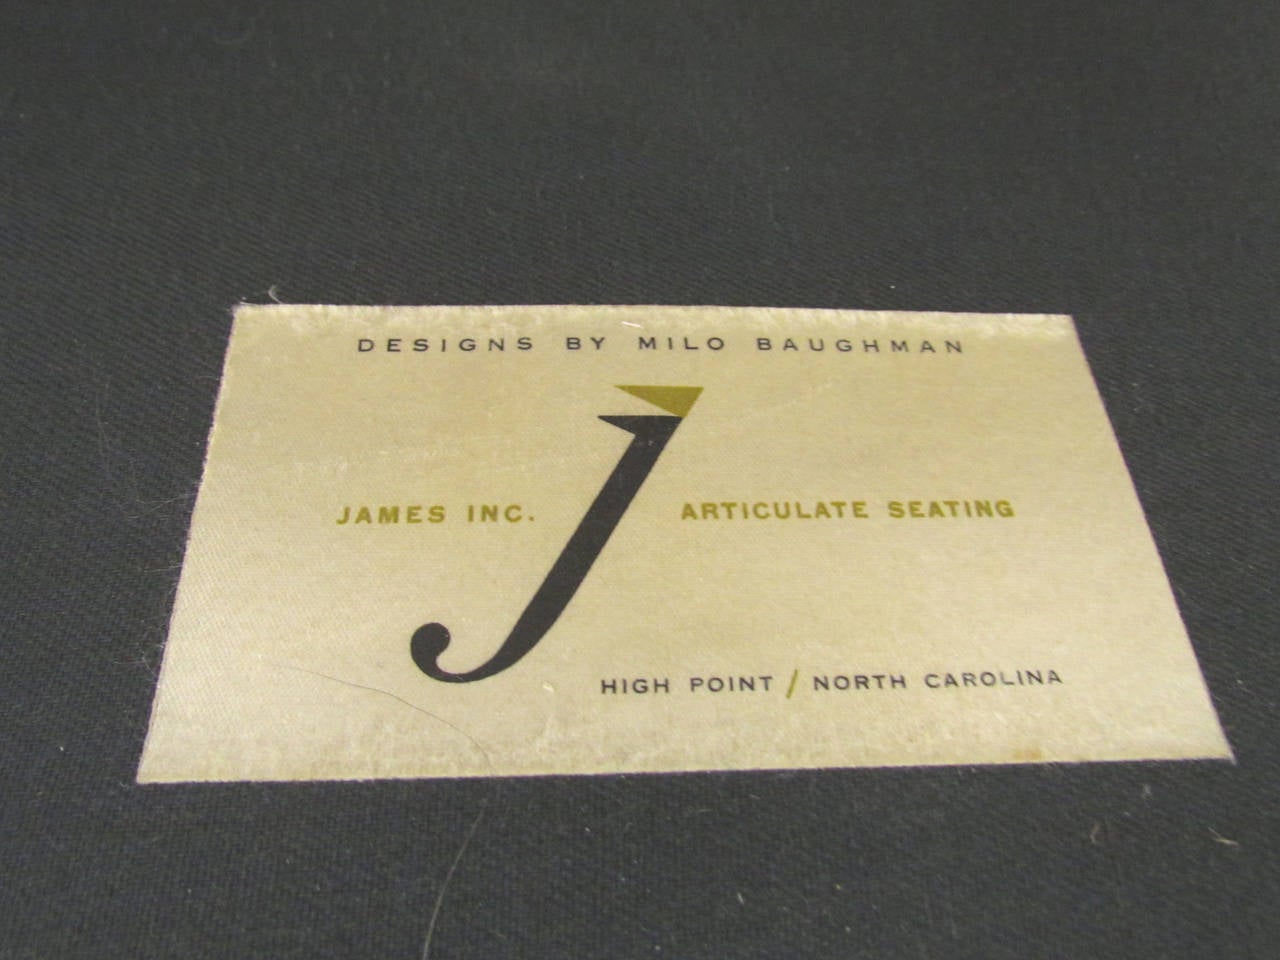 DESIGNS BY MILO BAUGHMAN
j
JAMES INC. ARTICULATE SEATING
HIGH POINT / NORTH CAROLINA